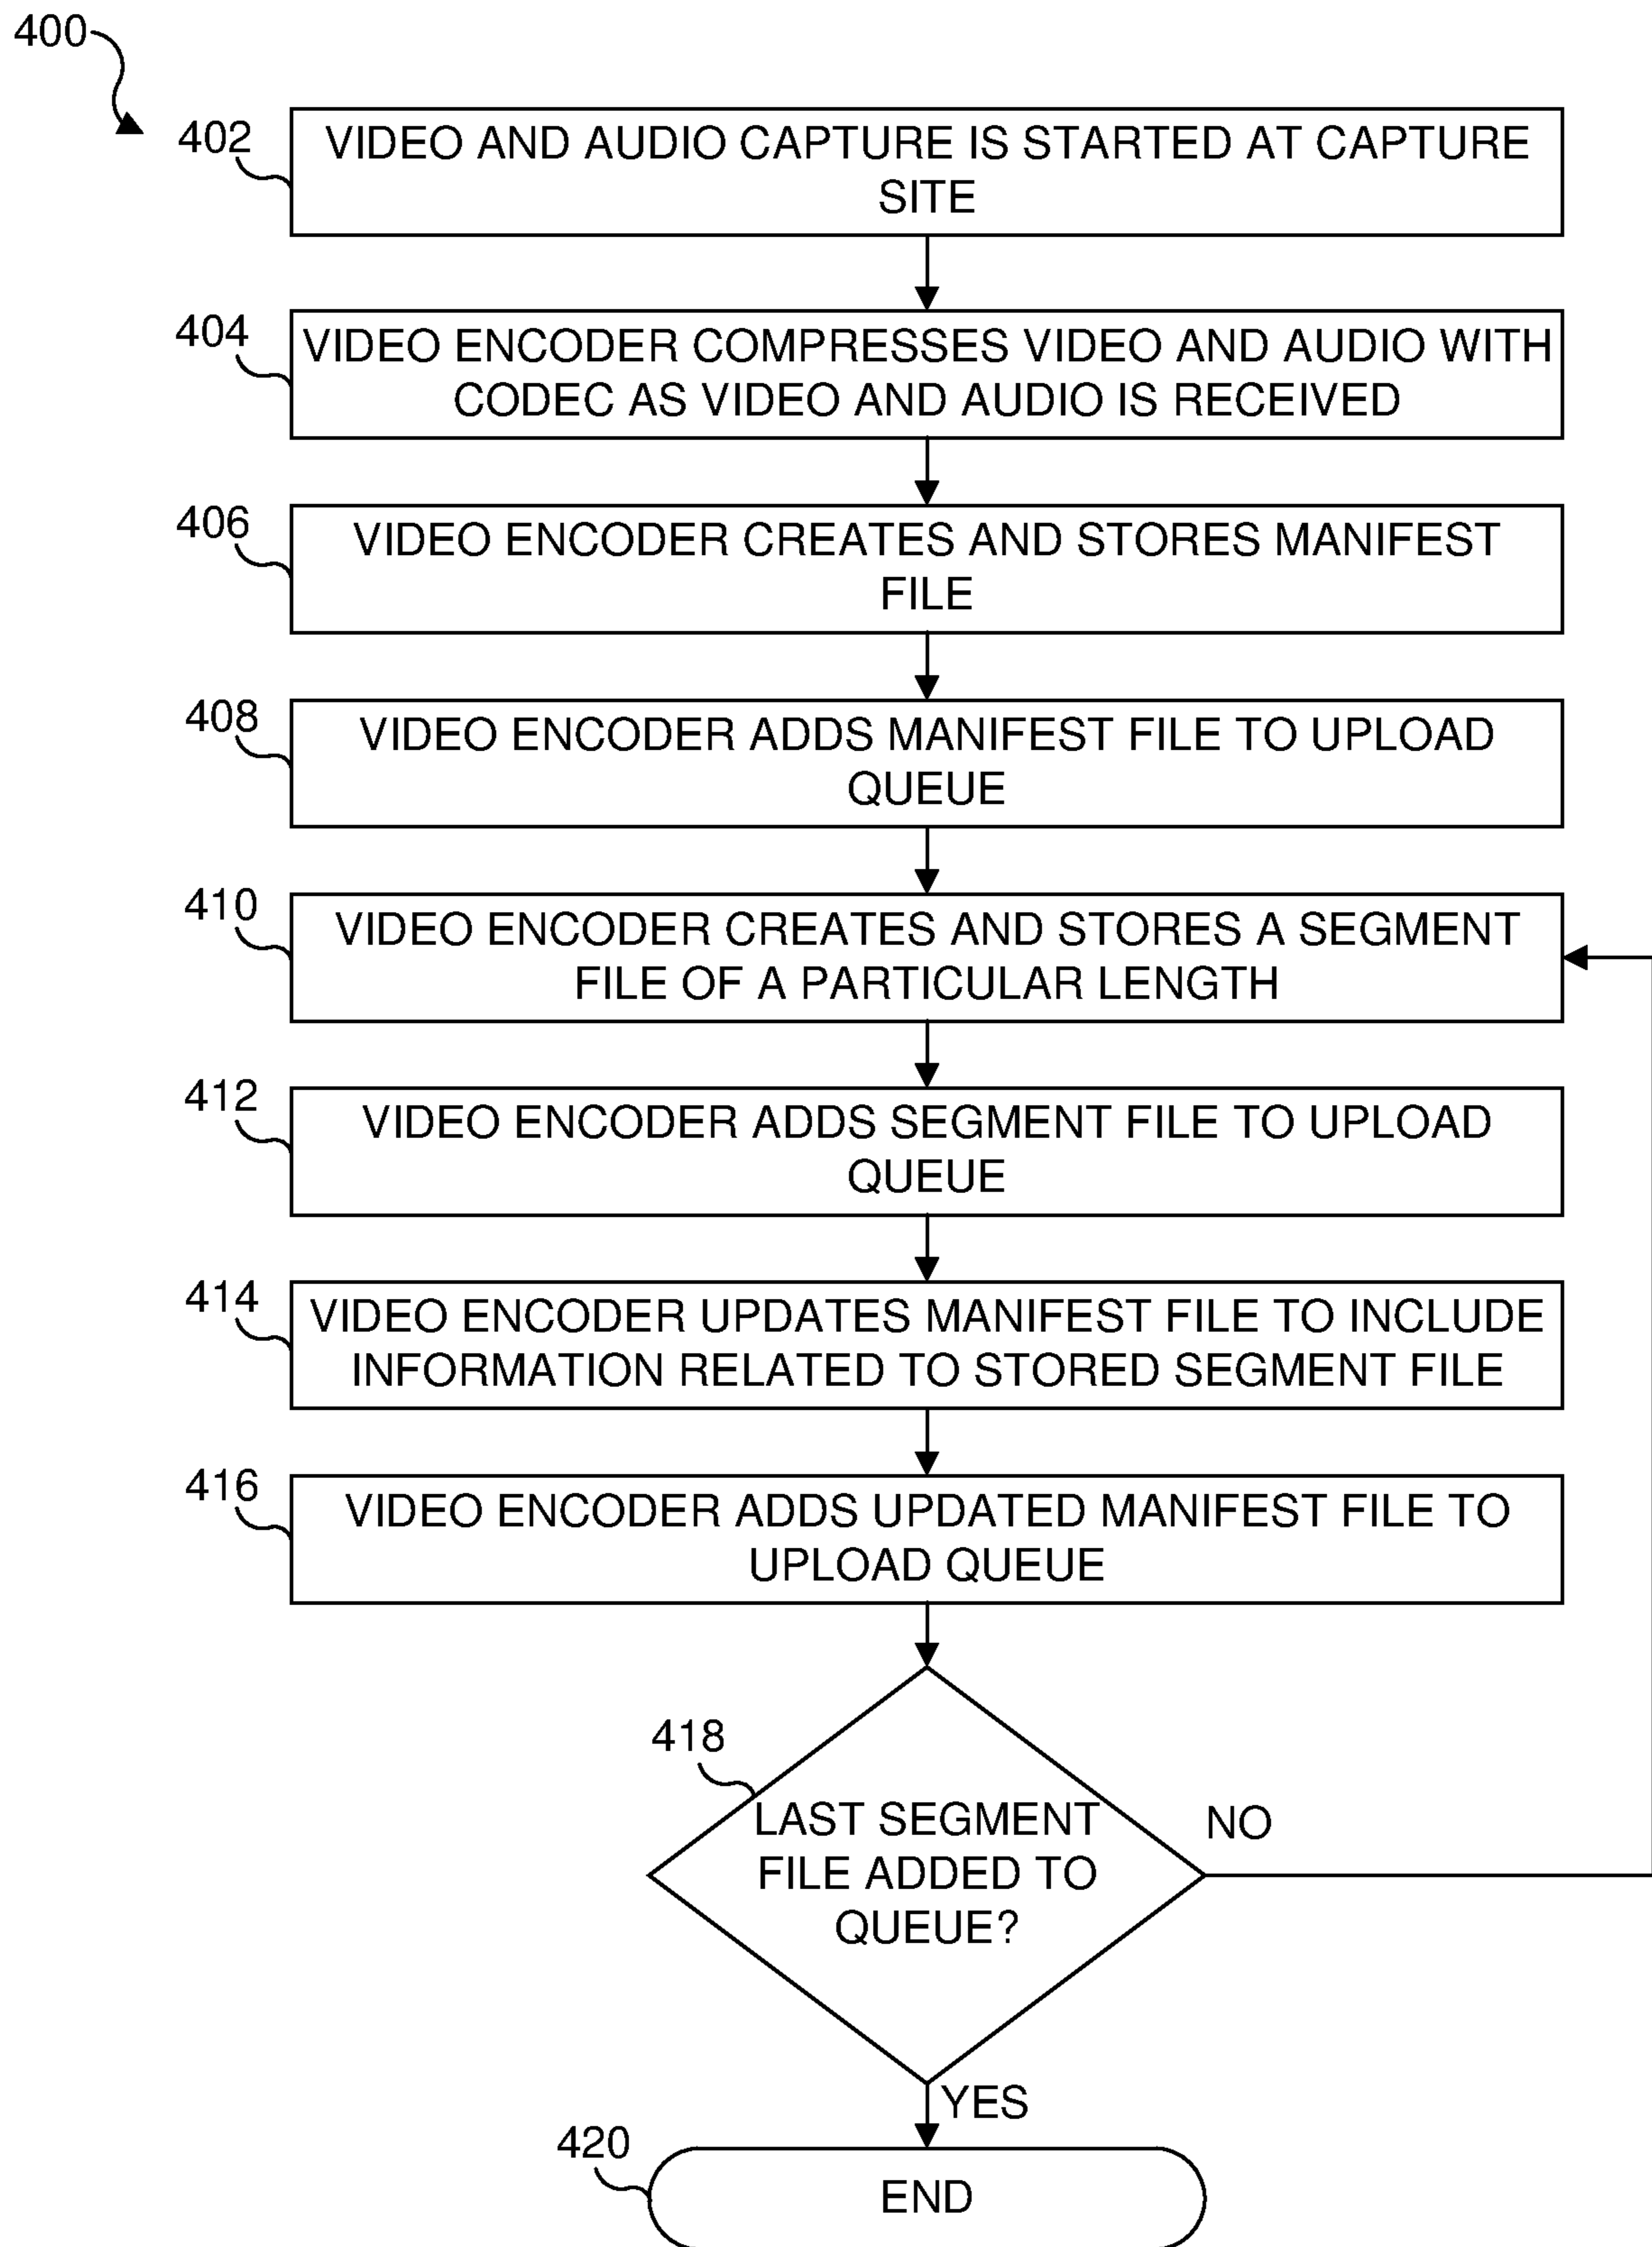 400
402
VIDEO AND AUDIO CAPTURE IS STARTED AT CAPTURE
SITE
404
VIDEO ENCODER COMPRESSES VIDEO AND AUDIO WITH
CODEC AS VIDEO AND AUDIO IS RECEIVED
406
VIDEO ENCODER CREATES AND STORES MANIFEST
FILE
408
VIDEO ENCODER ADDS MANIFEST FILE TO UPLOAD
QUEUE
410
VIDEO ENCODER CREATES AND STORES A SEGMENT
FILE OF A PARTICULAR LENGTH
412
VIDEO ENCODER ADDS SEGMENT FILE TO UPLOAD
QUEUE
414
VIDEO ENCODER UPDATES MANIFEST FILE TO INCLUDE
INFORMATION RELATED TO STORED SEGMENT FILE
416
VIDEO ENCODER ADDS UPDATED MANIFEST FILE TO
UPLOAD QUEUE
418
LAST SEGMENT
FILE ADDED TO
QUEUE?
NO
YES
420
END